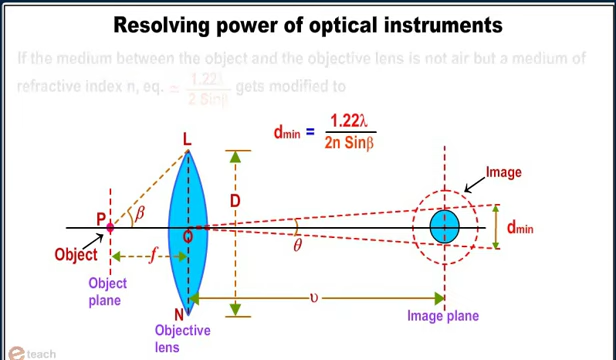 Resolving power of optical instruments
If the medium between the object and the objective lens is not air but a medium of
refractive index n, eq. = 1.22λ / 2 Sinβ gets modified to
dmin = 1.22λ / 2n Sinβ
L
Image
D
P
β
O
θ
dmin
Object
f
Object
plane
υ
N
Objective
lens
Image plane
e teach